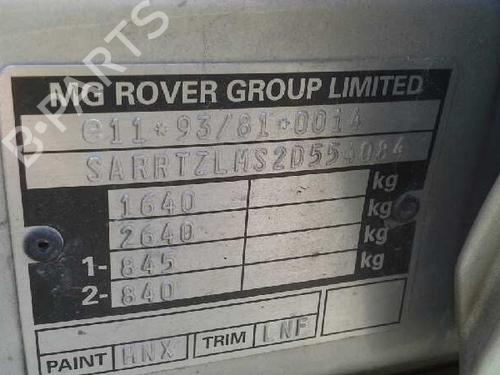 B-PARTS
MG ROVER GROUP LIMITED
e11*93/81*0014
SARRTZLMS2D554084
1640 kg
2640 kg
1- 845 kg
2- 840
PAINT HNX TRIM LNF